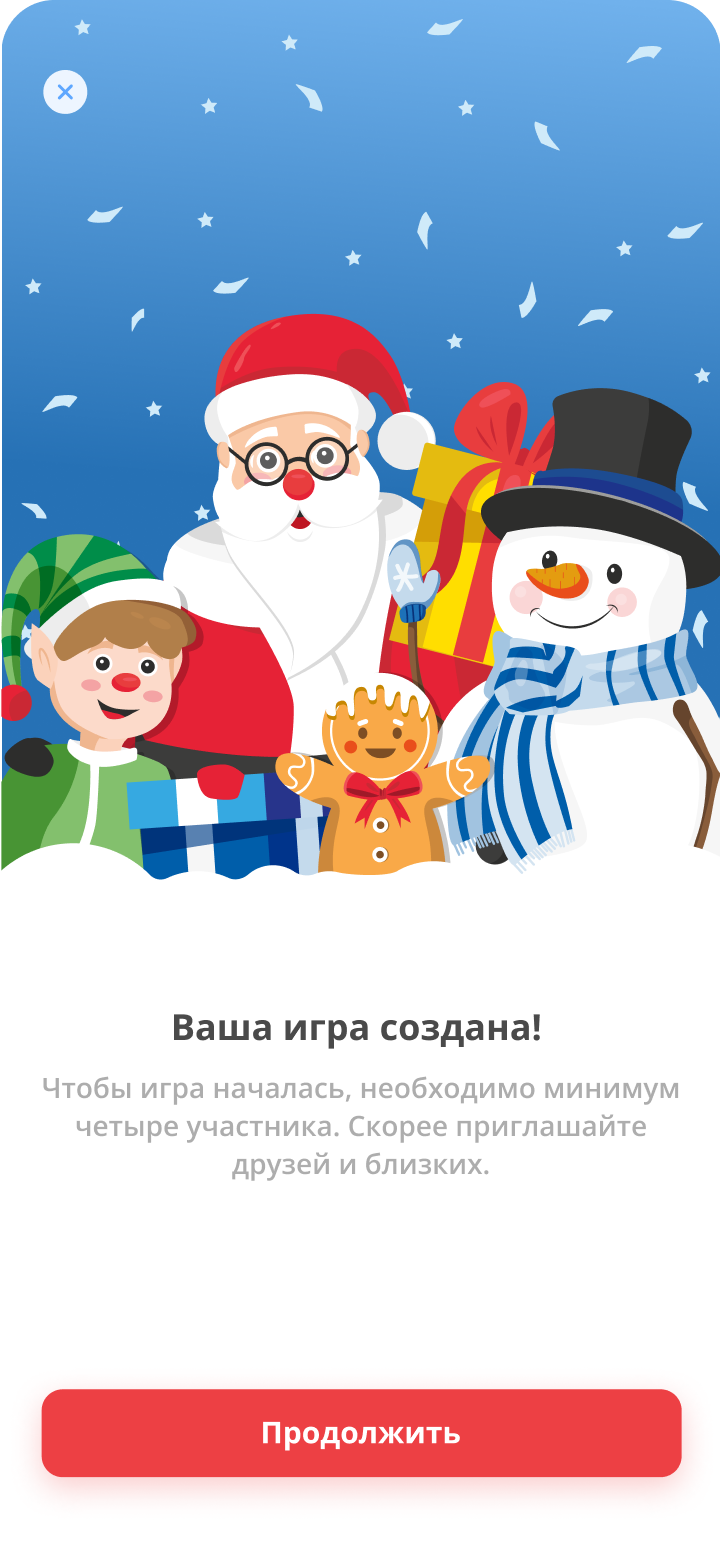 Ваша игра создана!
Чтобы игра началась, необходимо минимум
четыре участника. Скорее приглашайте
друзей и близких.
Продолжить